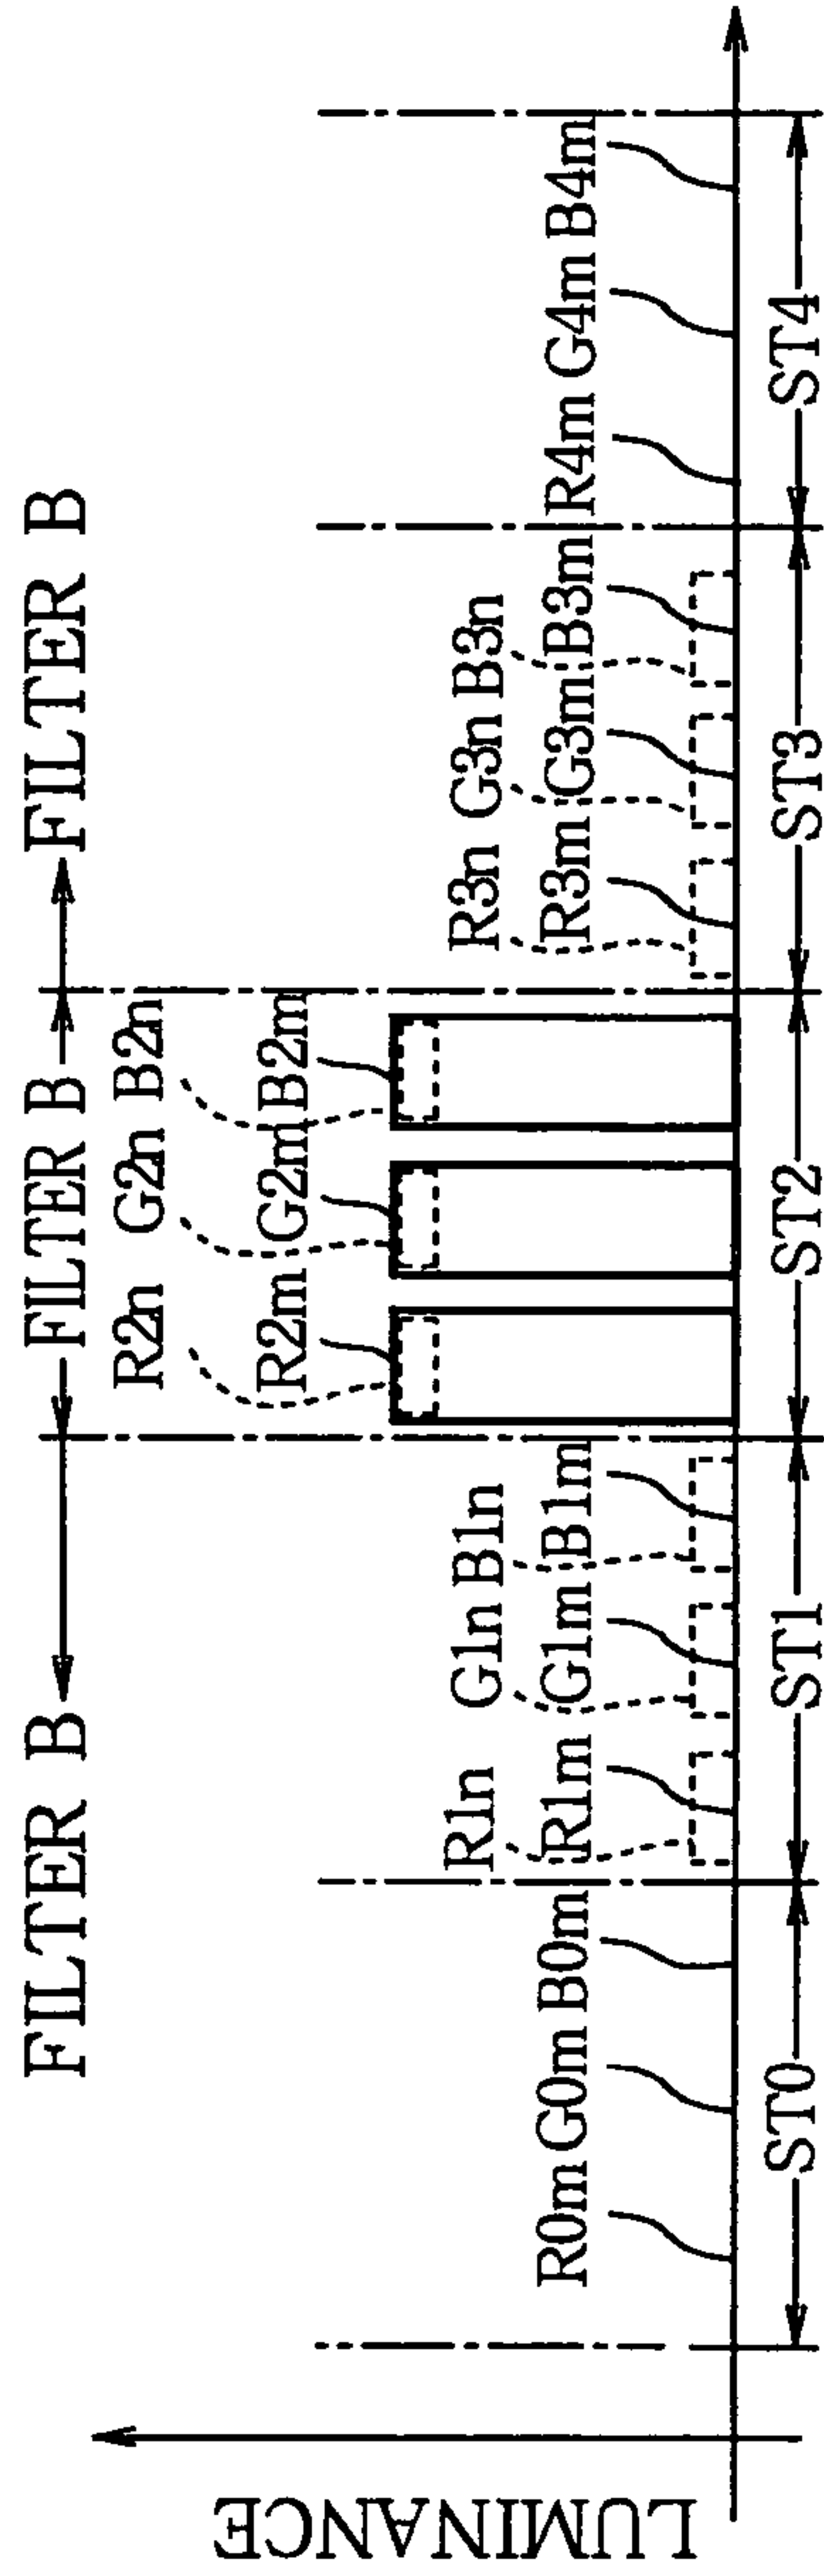 FILTER B FILTER B FILTER B
R2n G2n B2n
R2m G2m B2m
R1n G1n B1n R3n G3n B3n
R0m G0m B0m R1m G1m B1m R3m G3m B3m R4m G4m B4m
ST0 ST1 ST2 ST3 ST4
LUMINANCE